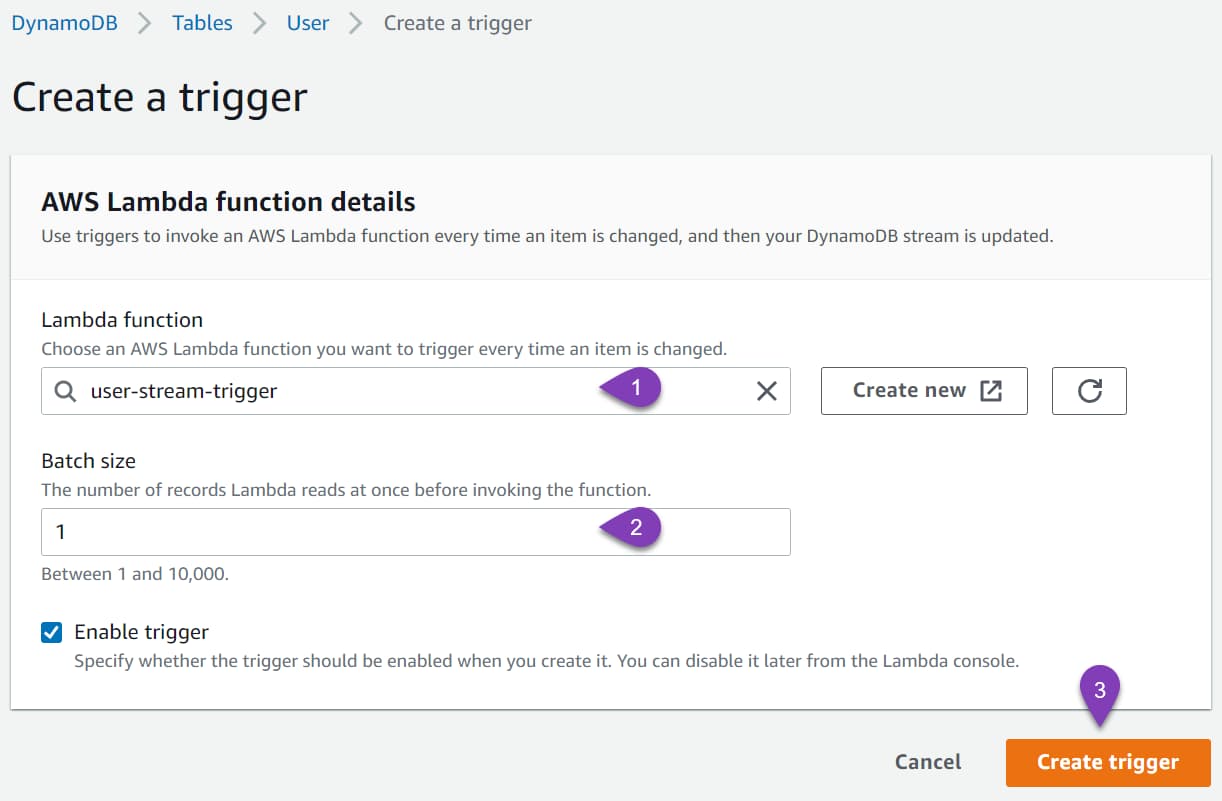 DynamoDB > Tables > User > Create a trigger
Create a trigger
AWS Lambda function details
Use triggers to invoke an AWS Lambda function every time an item is changed, and then your DynamoDB stream is updated.
Lambda function
Choose an AWS Lambda function you want to trigger every time an item is changed.
user-stream-trigger 1 Create new
Batch size
The number of records Lambda reads at once before invoking the function.
1 2
Between 1 and 10,000.
Enable trigger
Specify whether the trigger should be enabled when you create it. You can disable it later from the Lambda console.
3
Cancel Create trigger